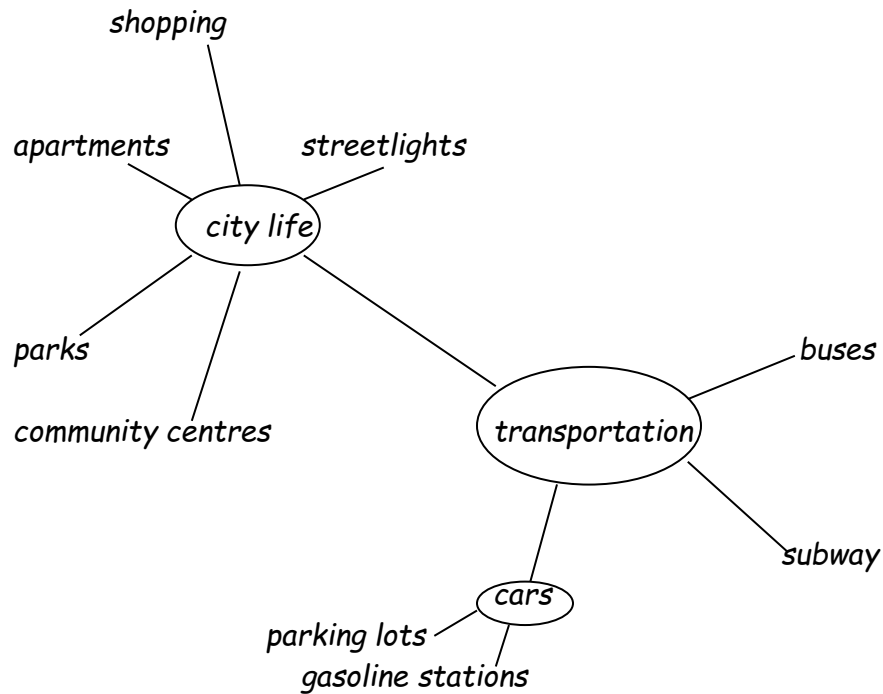 shopping
apartments
streetlights
city life
parks
buses
community centres
transportation
subway
cars
parking lots
gasoline stations